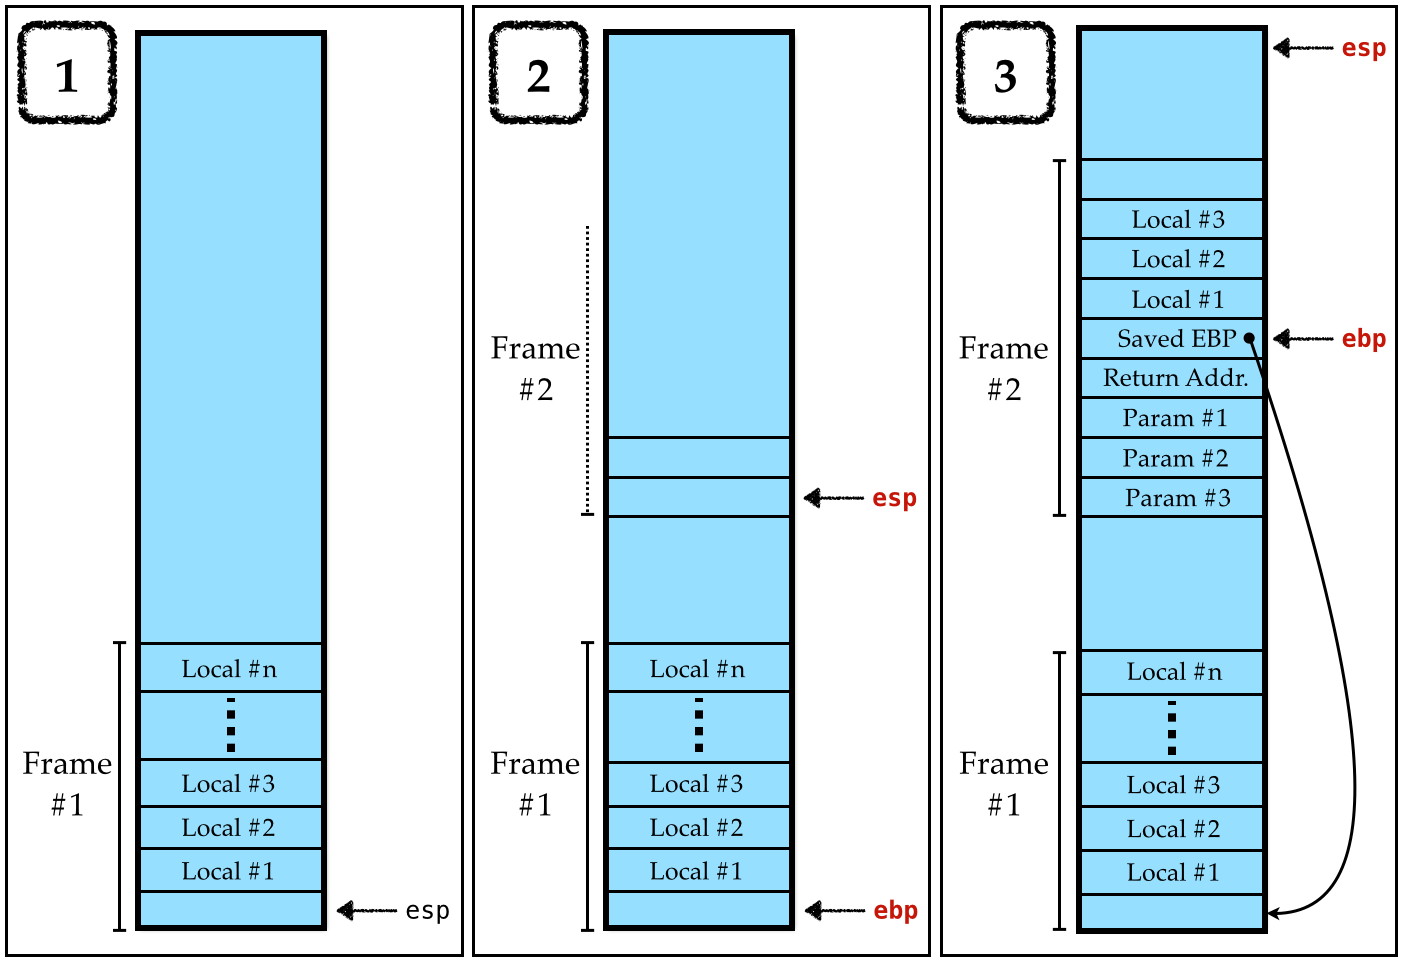 1
Local #n
Frame
#1
Local #3
Local #2
Local #1
esp
2
Frame
#2
esp
Local #n
Frame
#1
Local #3
Local #2
Local #1
ebp
3
esp
Local #3
Local #2
Local #1
Frame
#2
Saved EBP
ebp
Return Addr.
Param #1
Param #2
Param #3
Local #n
Frame
#1
Local #3
Local #2
Local #1